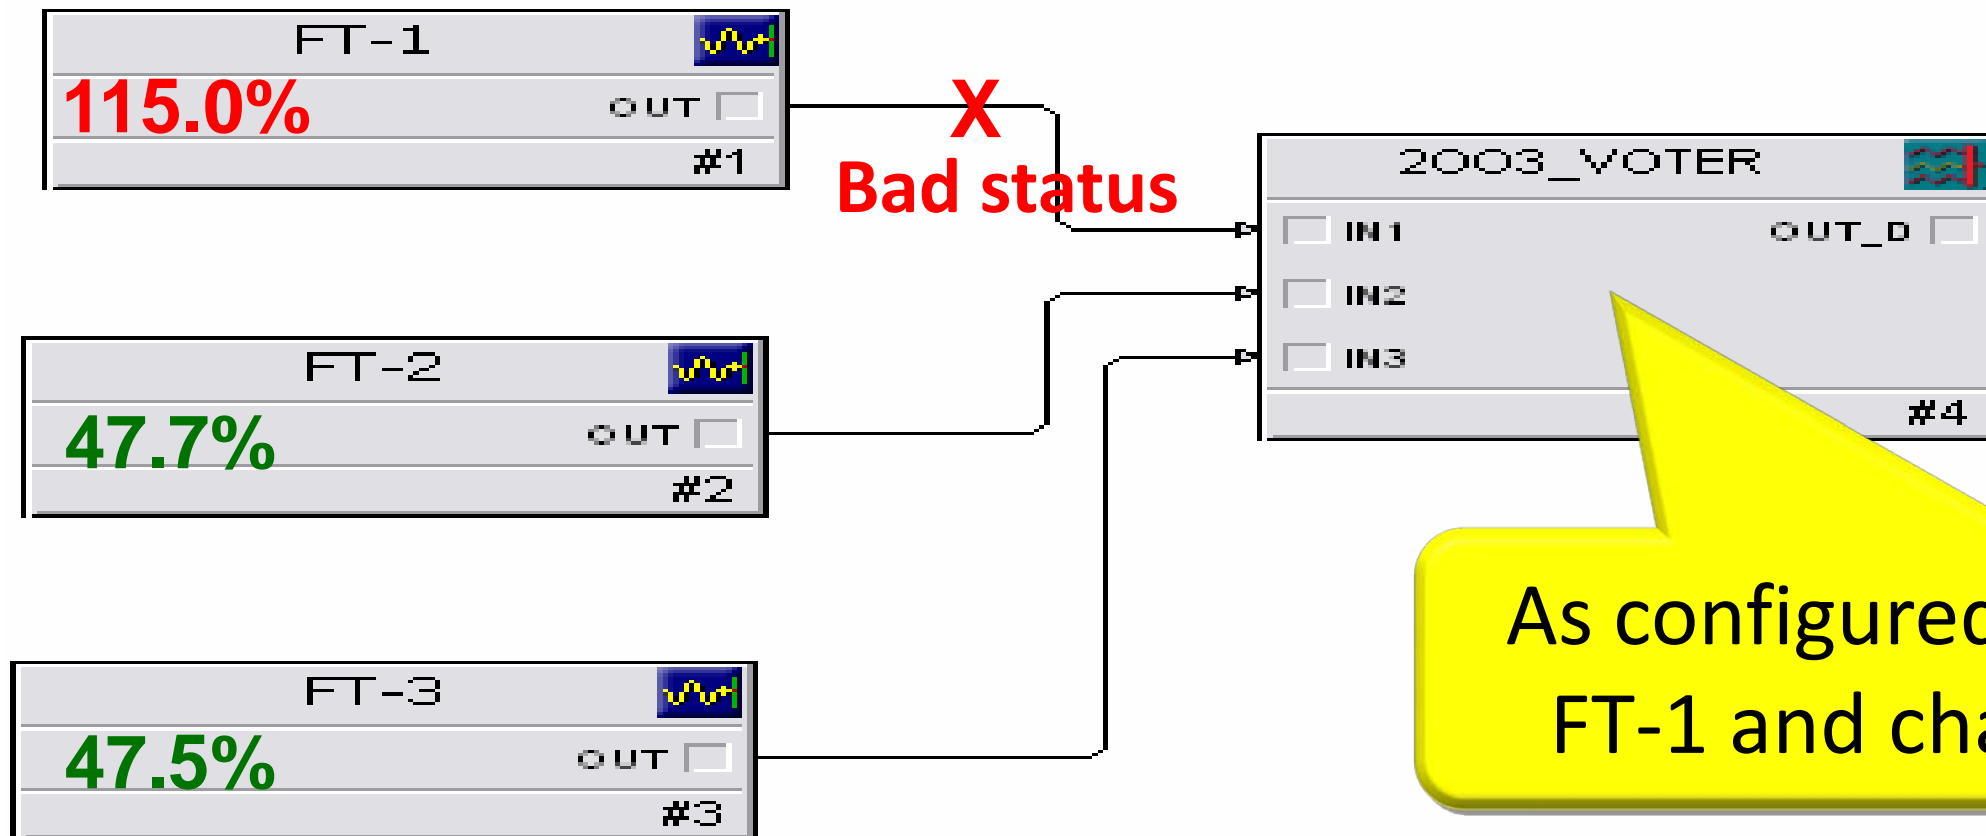 FT-1
115.0%
OUT
#1
X
Bad status
2OO3_VOTER
IN1
OUT_D
IN2
IN3
#4
FT-2
47.7%
OUT
#2
As configured
FT-1 and cha
FT-3
47.5%
OUT
#3